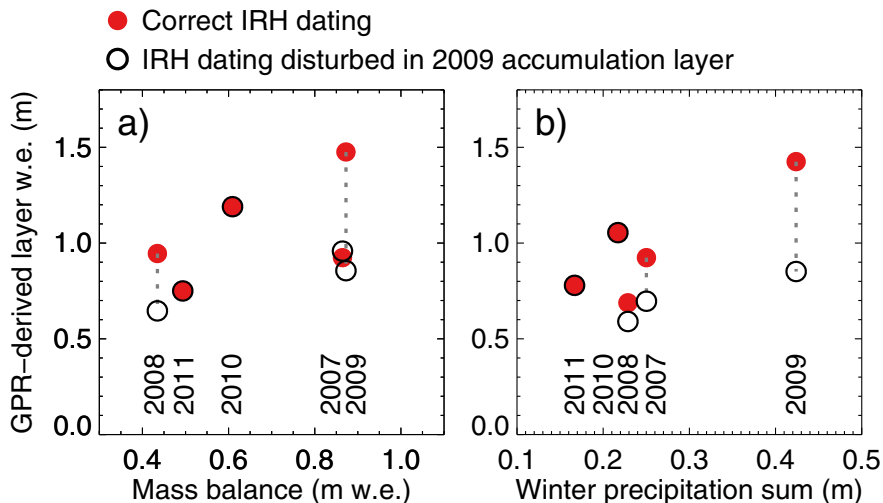 Correct IRH dating
IRH dating disturbed in 2009 accumulation layer
GPR−derived layer w.e. (m)
a)
1.5
1.0
0.5
0.0
2008
2011
2010
2007
2009
0.4 0.6 0.8 1.0
Mass balance (m w.e.)
b)
1.5
1.0
0.5
0.0
2011
2010
2008
2007
2009
0.1 0.2 0.3 0.4 0.5
Winter precipitation sum (m)